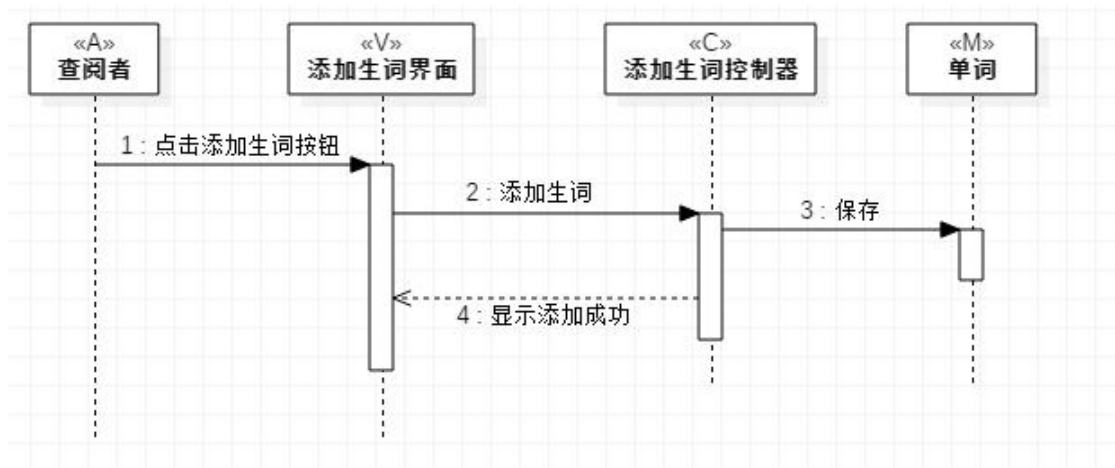 «A»
查阅者
«V»
添加生词界面
«C»
添加生词控制器
«M»
单词
1 : 点击添加生词按钮
2 : 添加生词
3 : 保存
4 : 显示添加成功